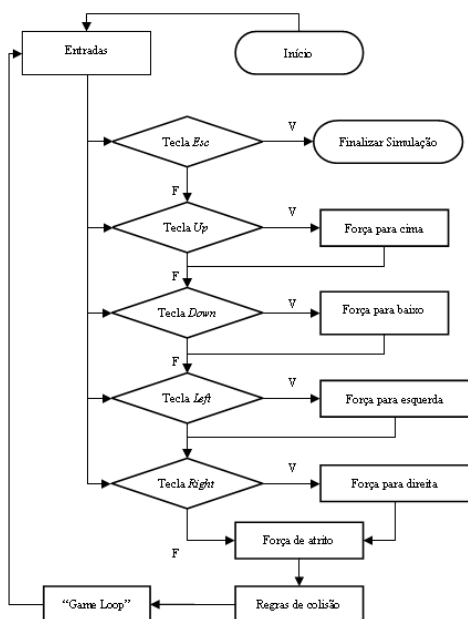 Entradas
Início
Tecla Esc
V
Finalizar Simulação
F
Tecla Up
V
Força para cima
F
Tecla Down
V
Força para baixo
F
Tecla Left
V
Força para esquerda
Tecla Right
V
Força para direita
F
Força de atrito
“Game Loop”
Regras de colisão